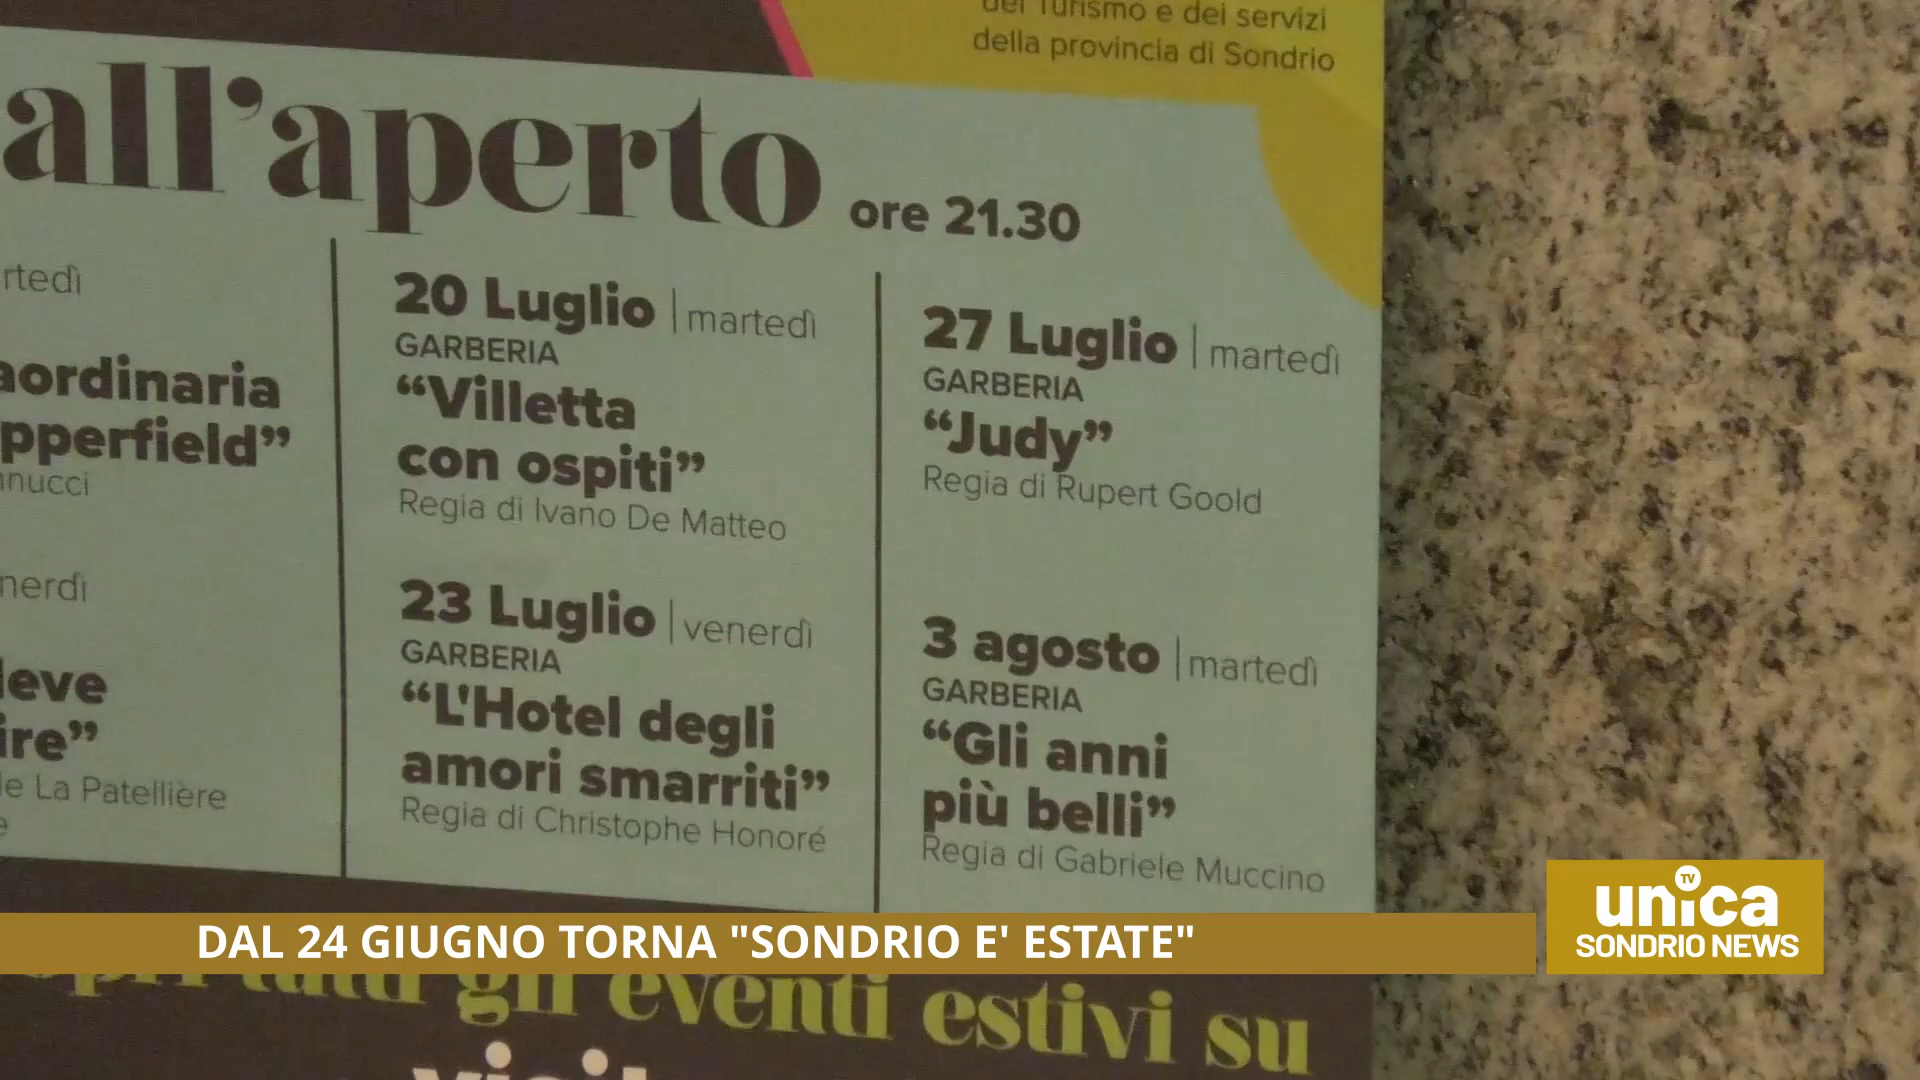 del Turismo e dei servizi
della provincia di Sondrio
all'aperto ore 21.30
20 Luglio | martedì
GARBERIA
“Villetta
con ospiti”
Regia di Ivano De Matteo
23 Luglio | venerdì
GARBERIA
“L'Hotel degli
amori smarriti”
Regia di Christophe Honoré
27 Luglio | martedì
GARBERIA
“Judy”
Regia di Rupert Goold
3 agosto | martedì
GARBERIA
“Gli anni
più belli”
Regia di Gabriele Muccino
rtedì
aordinaria
pperfield”
nnucci
nerdì
leve
ire”
le La Patellière
e
DAL 24 GIUGNO TORNA "SONDRIO E' ESTATE"
unica TV
SONDRIO NEWS
gli eventi estivi su